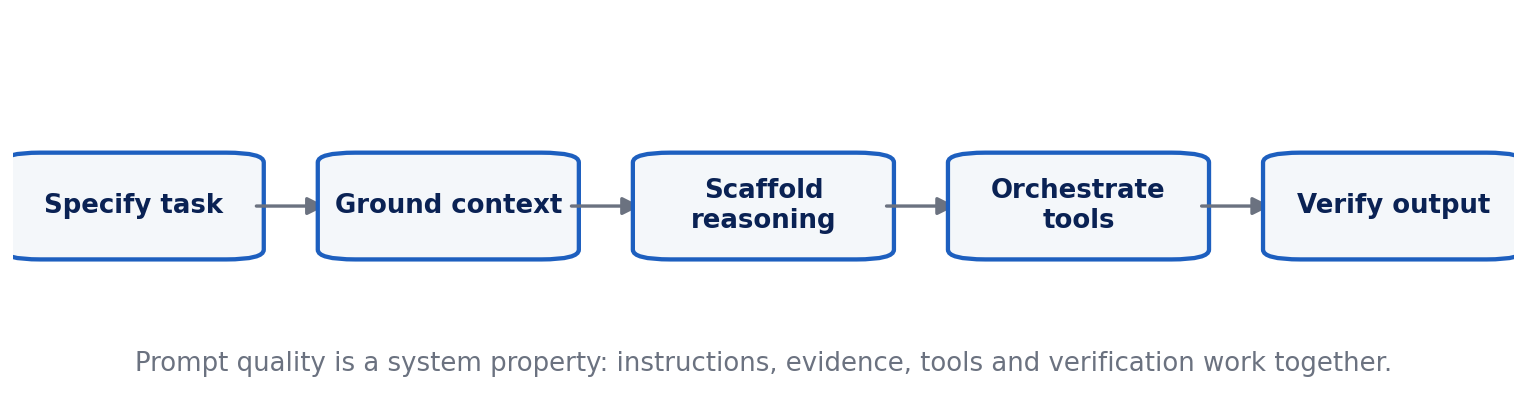 Specify task
Ground context
Scaffold
reasoning
Orchestrate
tools
Verify output
Prompt quality is a system property: instructions, evidence, tools and verification work together.